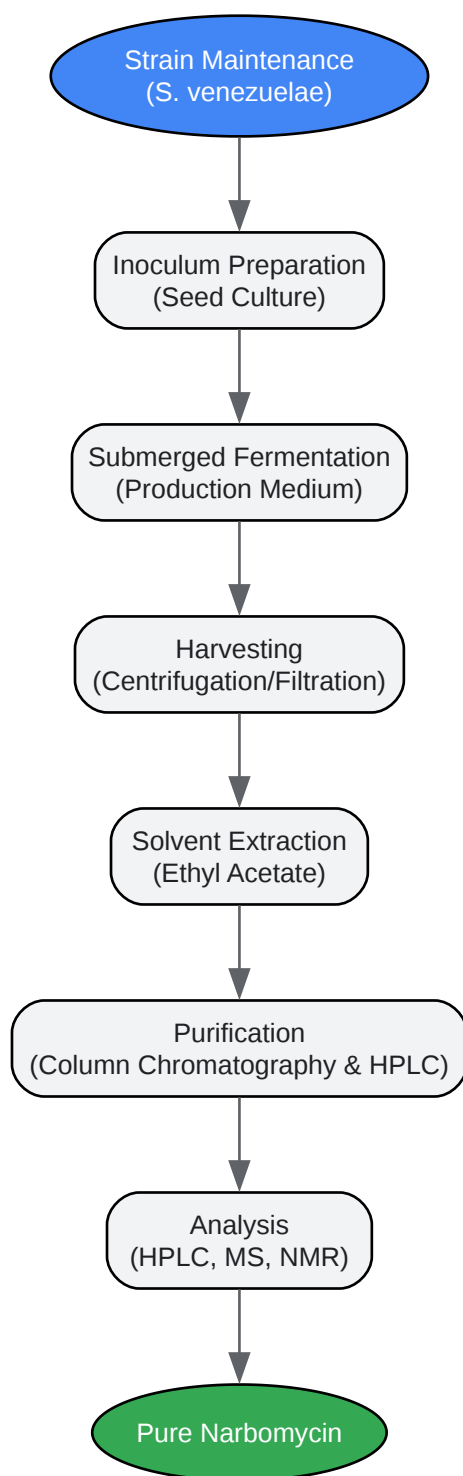 Strain Maintenance
(S. venezuelae)
Inoculum Preparation
(Seed Culture)
Submerged Fermentation
(Production Medium)
Harvesting
(Centrifugation/Filtration)
Solvent Extraction
(Ethyl Acetate)
Purification
(Column Chromatography & HPLC)
Analysis
(HPLC, MS, NMR)
Pure Narbomycin